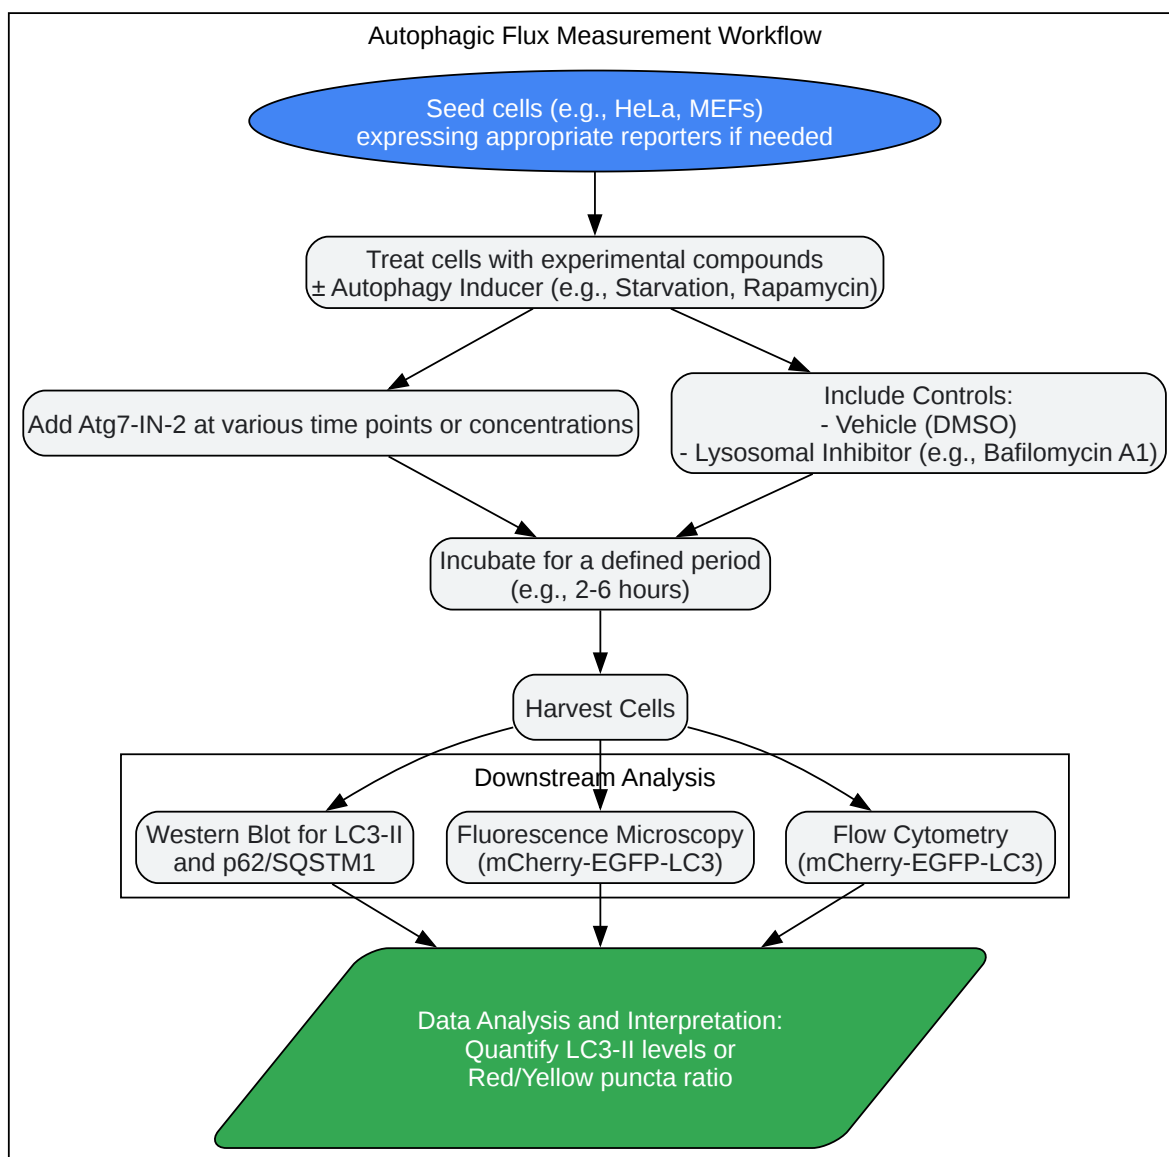 Autophagic Flux Measurement Workflow
Seed cells (e.g., HeLa, MEFs)
expressing appropriate reporters if needed
Treat cells with experimental compounds
± Autophagy Inducer (e.g., Starvation, Rapamycin)
Add Atg7-IN-2 at various time points or concentrations
Include Controls:
- Vehicle (DMSO)
- Lysosomal Inhibitor (e.g., Bafilomycin A1)
Incubate for a defined period
(e.g., 2-6 hours)
Harvest Cells
Downstream Analysis
Western Blot for LC3-II
and p62/SQSTM1
Fluorescence Microscopy
(mCherry-EGFP-LC3)
Flow Cytometry
(mCherry-EGFP-LC3)
Data Analysis and Interpretation:
Quantify LC3-II levels or
Red/Yellow puncta ratio